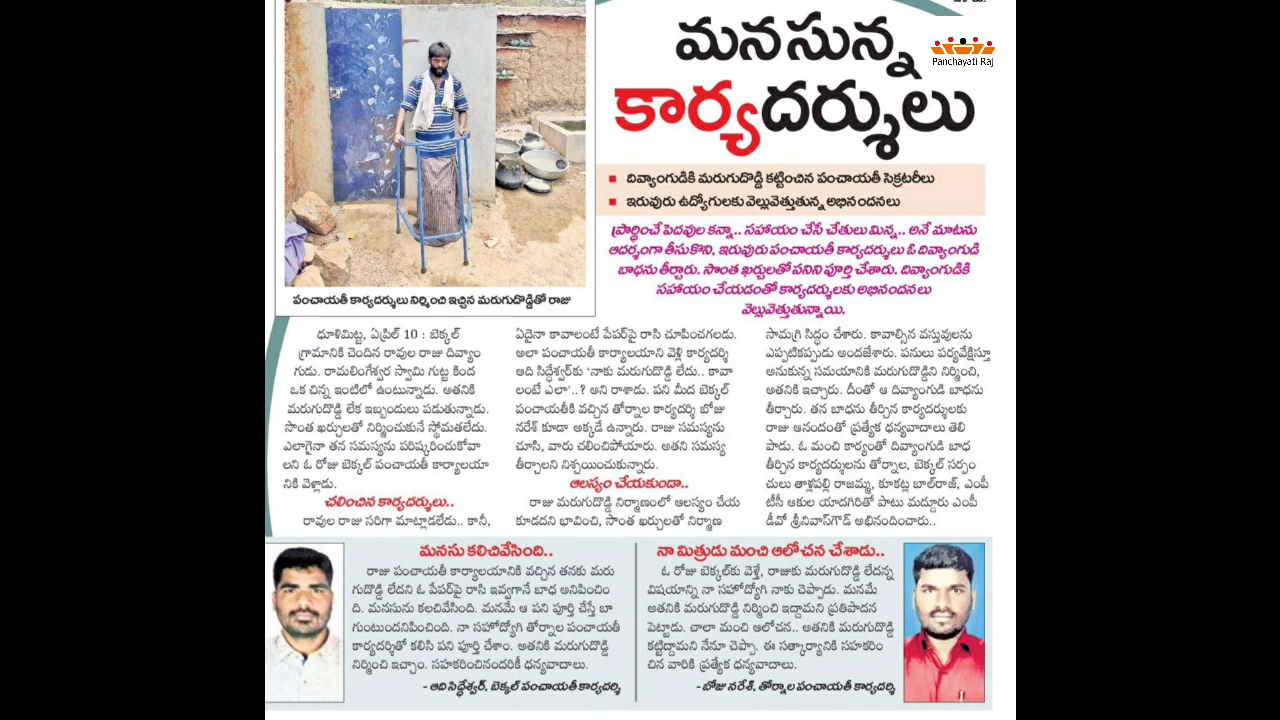 మనసున్న
కార్యదర్శులు
Panchayati Raj
■ దివ్యాంగుడికి మరుగుదొడ్డి కట్టించిన పంచాయతీ సెక్రటరీలు
■ ఇరువురు ఉద్యోగులకు వెల్లువెత్తుతున్న అభినందనలు
ప్రార్థించే పెదవుల కన్నా.. సహాయం చేసే చేతులు మిన్న.. అనే మాటను
ఆదర్శంగా తీసుకొని, ఇరువురు పంచాయతీ కార్యదర్శులు ఓ దివ్యాంగుడి
బాధను తీర్చారు. సొంత ఖర్చులతో పనిని పూర్తి చేశారు. దివ్యాంగుడికి
సహాయం చేయడంతో కార్యదర్శులకు అభినందనలు
వెల్లువెత్తుతున్నాయి.
పంచాయతీ కార్యదర్శులు నిర్మించి ఇచ్చిన మరుగుదొడ్డితో రాజు
ధూళిమిట్ట, ఏప్రిల్ 10 : బెక్కల్
గ్రామానికి చెందిన రావుల రాజు దివ్యాం
గుడు. రామలింగేశ్వర స్వామి గుట్ట కింద
ఒక చిన్న ఇంటిలో ఉంటున్నాడు. అతనికి
మరుగుదొడ్డి లేక ఇబ్బందులు పడుతున్నాడు.
సొంత ఖర్చులతో నిర్మించుకునే స్థోమతలేదు.
ఎలాగైనా తన సమస్యను పరిష్కరించుకోవా
లని ఓ రోజు బెక్కల్ పంచాయతీ కార్యాలయా
నికి వెళ్లాడు.
చలించిన కార్యదర్శులు..
రావుల రాజు సరిగా మాట్లాడలేడు.. కానీ,
ఏదైనా కావాలంటే పేపర్‌పై రాసి చూపించగలడు.
అలా పంచాయతీ కార్యాలయాని వెళ్లి కార్యదర్శి
ఆది సిద్ధేశ్వర్‌కు ‘నాకు మరుగుదొడ్డి లేదు.. కావా
లంటే ఎలా’..? అని రాశాడు. పని మీద బెక్కల్
పంచాయతీకి వచ్చిన తోర్నాల కార్యదర్శి బోజు
నరేశ్ కూడా అక్కడే ఉన్నారు. రాజు సమస్యను
చూసి, వారు చలించిపోయారు. అతని సమస్య
తీర్చాలని నిశ్చయించుకున్నారు.
ఆలస్యం చేయకుండా..
రాజు మరుగుదొడ్డి నిర్మాణంలో ఆలస్యం చేయ
కూడదని భావించి, సొంత ఖర్చులతో నిర్మాణ
సామగ్రి సిద్ధం చేశారు. కావాల్సిన వస్తువులను
ఎప్పటికప్పుడు అందజేశారు. పనులు పర్యవేక్షిస్తూ
అనుకున్న సమయానికి మరుగుదొడ్డిని నిర్మించి,
అతనికి ఇచ్చారు. దీంతో ఆ దివ్యాంగుడి బాధను
తీర్చారు. తన బాధను తీర్చిన కార్యదర్శులకు
రాజు ఆనందంతో ప్రత్యేక ధన్యవాదాలు తెలి
పాడు. ఓ మంచి కార్యంతో దివ్యాంగుడి బాధ
తీర్చిన కార్యదర్శులను తోర్నాల, బెక్కల్ సర్పం
చులు తాళ్లపల్లి రాజమ్మ, కూకట్ల బాల్‌రాజ్, ఎంపీ
టీసీ ఆకుల యాదగిరితో పాటు మద్దూరు ఎంపీ
డీవో శ్రీనివాస్‌గౌడ్ అభినందించారు..
మనసు కలిచివేసింది..
రాజు పంచాయతీ కార్యాలయానికి వచ్చిన తనకు మరు
గుదొడ్డి లేదని ఓ పేపర్‌పై రాసి ఇవ్వగానే బాధ అనిపించిం
ది. మనసును కలచివేసింది. మనమే ఆ పని పూర్తి చేస్తే బా
గుంటుందనిపించింది. నా సహోద్యోగి తోర్నాల పంచాయతీ
కార్యదర్శితో కలిసి పని పూర్తి చేశాం. అతనికి మరుగుదొడ్డి
నిర్మించి ఇచ్చాం. సహకరించినందరికీ ధన్యవాదాలు.
- ఆది సిద్ధేశ్వర్, బెక్కల్ పంచాయతీ కార్యదర్శి
నా మిత్రుడు మంచి ఆలోచన చేశాడు..
ఓ రోజు బెక్కల్‌కు వెళ్తే, రాజుకు మరుగుదొడ్డి లేదన్న
విషయాన్ని నా సహోద్యోగి నాకు చెప్పాడు. మనమే
అతనికి మరుగుదొడ్డి నిర్మించి ఇద్దామని ప్రతిపాదన
పెట్టాడు. చాలా మంచి ఆలోచన.. అతనికి మరుగుదొడ్డి
కట్టిద్దామని నేనూ చెప్పా. ఈ సత్కార్యానికి సహకరిం
చిన వారికి ప్రత్యేక ధన్యవాదాలు.
- బోజు నరేశ్, తోర్నాల పంచాయతీ కార్యదర్శి